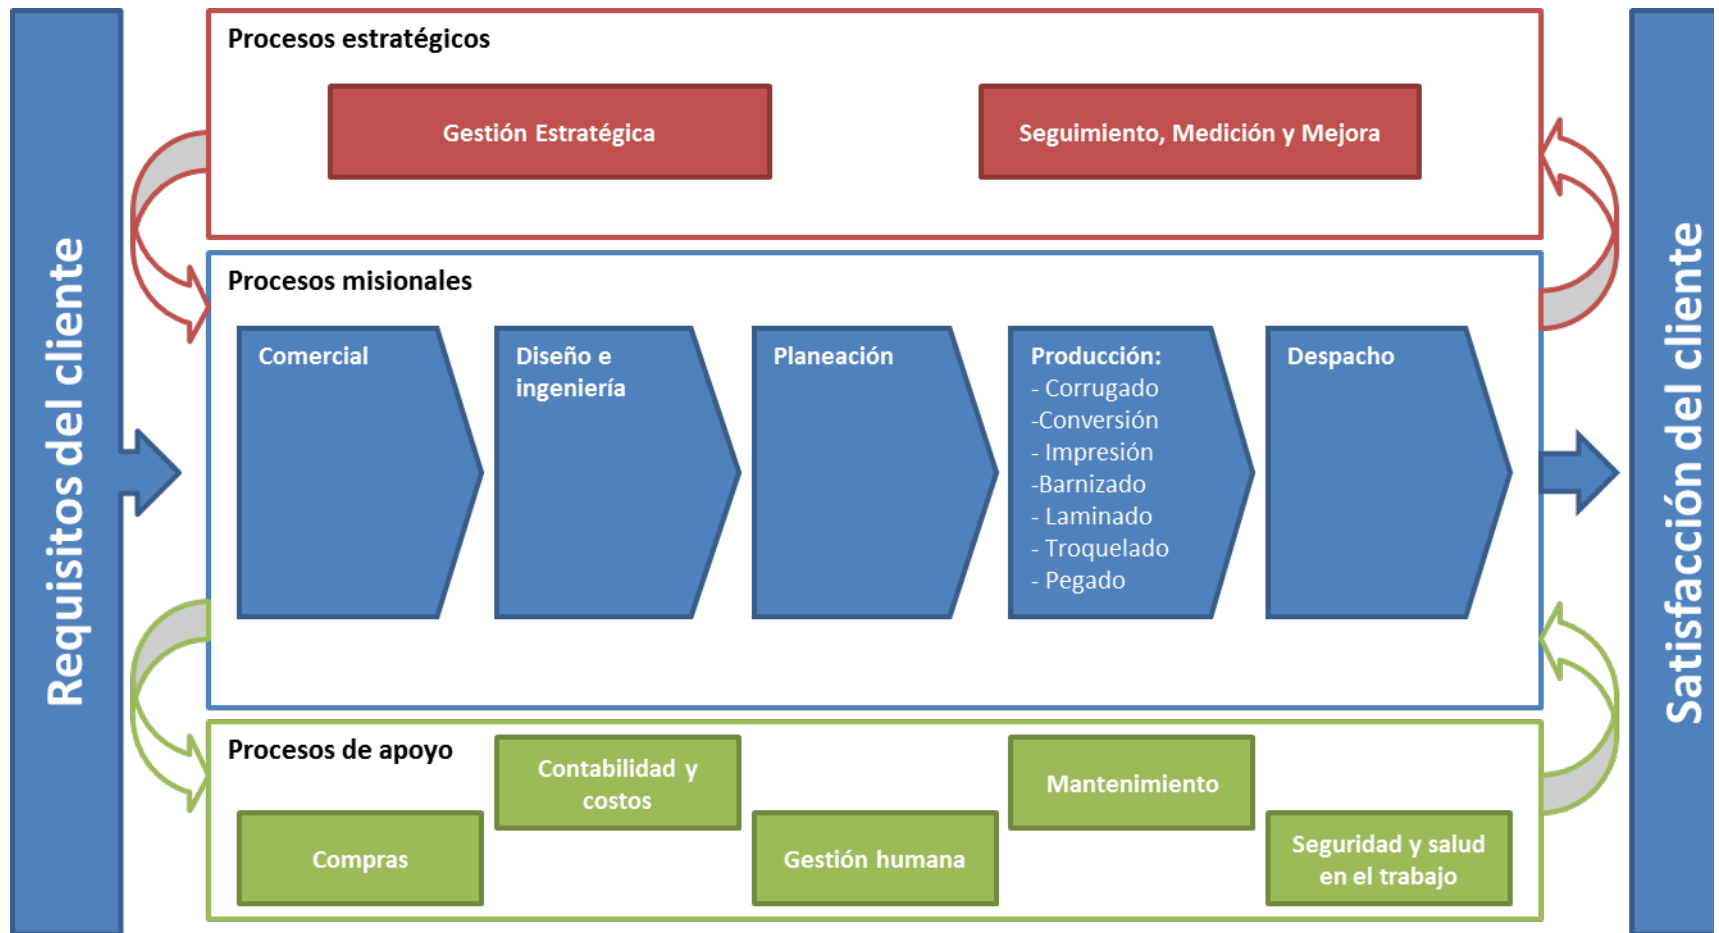 Requisitos del cliente
Procesos estratégicos
Gestión Estratégica
Seguimiento, Medición y Mejora
Procesos misionales
Comercial
Diseño e
ingeniería
Planeación
Producción:
- Corrugado
-Conversión
- Impresión
-Barnizado
- Laminado
- Troquelado
- Pegado
Despacho
Procesos de apoyo
Compras
Contabilidad y
costos
Gestión humana
Mantenimiento
Seguridad y salud
en el trabajo
Satisfacción del cliente